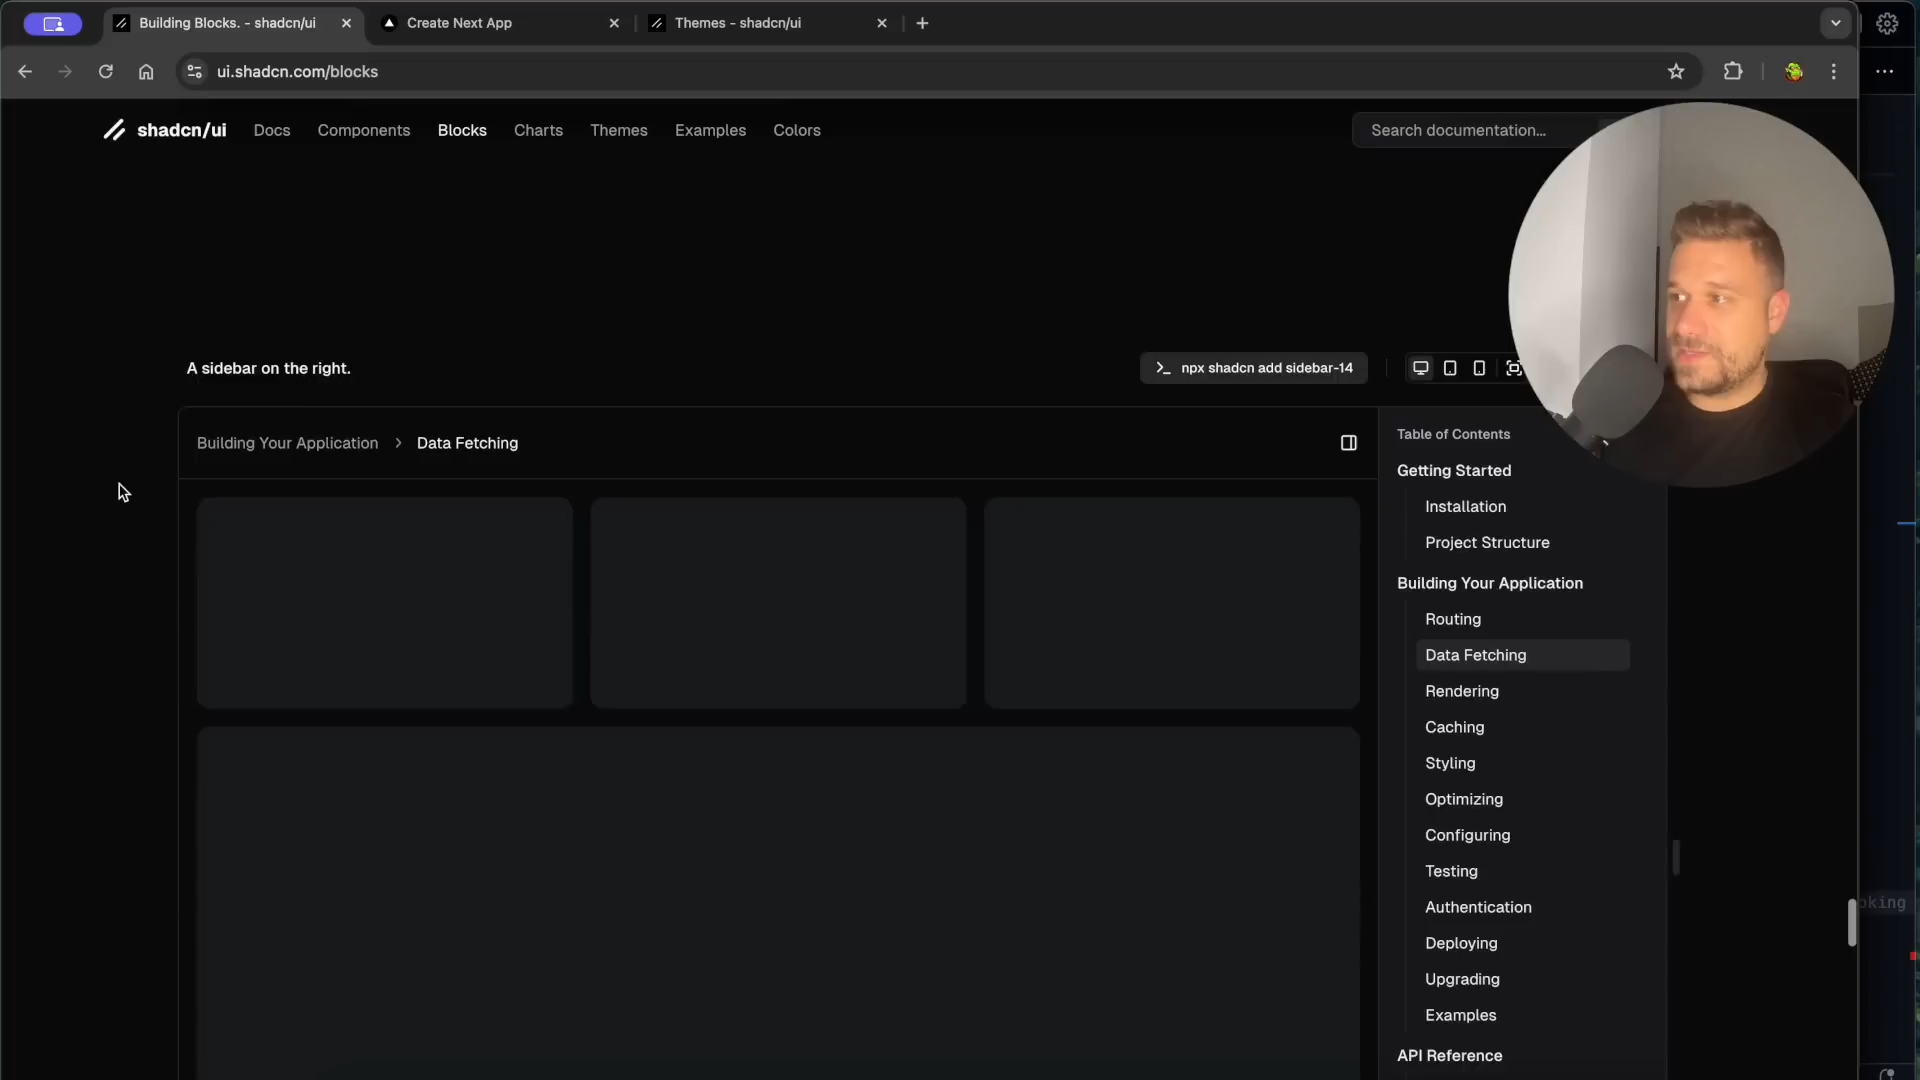 Building Blocks. - shadcn/ui
Create Next App
Themes - shadcn/ui
ui.shadcn.com/blocks
shadcn/ui
Docs
Components
Blocks
Charts
Themes
Examples
Colors
Search documentation...
A sidebar on the right.
npx shadcn add sidebar-14
Building Your Application > Data Fetching
Table of Contents
Getting Started
Installation
Project Structure
Building Your Application
Routing
Data Fetching
Rendering
Caching
Styling
Optimizing
Configuring
Testing
Authentication
Deploying
Upgrading
Examples
API Reference
oking